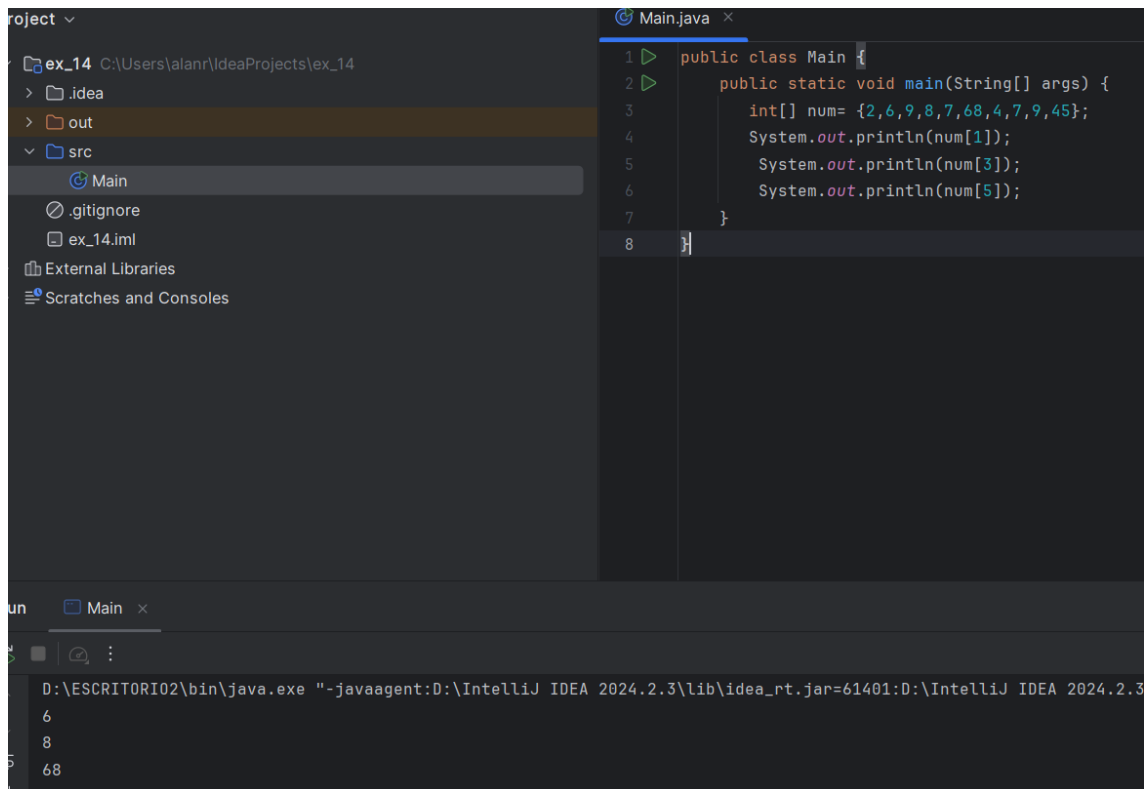 roject
ex_14 C:\Users\alanr\IdeaProjects\ex_14
.idea
out
src
Main
.gitignore
ex_14.iml
External Libraries
Scratches and Consoles
Main.java
1 public class Main {
2 public static void main(String[] args) {
3 int[] num= {2,6,9,8,7,68,4,7,9,45};
4 System.out.println(num[1]);
5 System.out.println(num[3]);
6 System.out.println(num[5]);
7 }
8 }
un Main
D:\ESCRITORIO2\bin\java.exe "-javaagent:D:\IntelliJ IDEA 2024.2.3\lib\idea_rt.jar=61401:D:\IntelliJ IDEA 2024.2.3
6
8
68